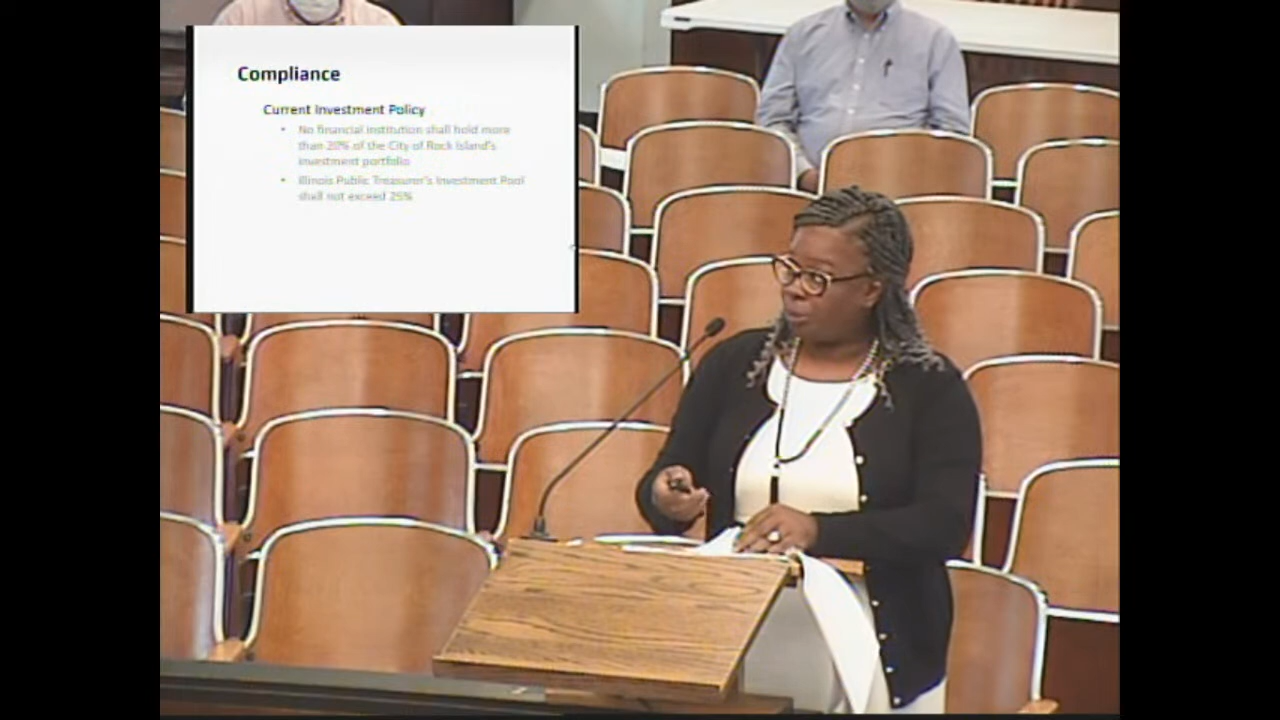 Compliance
Current Investment Policy
• No financial institution shall hold more
than 20% of the City of Rock Island's
investment portfolio
• Illinois Public Treasurer's Investment Pool
shall not exceed 25%